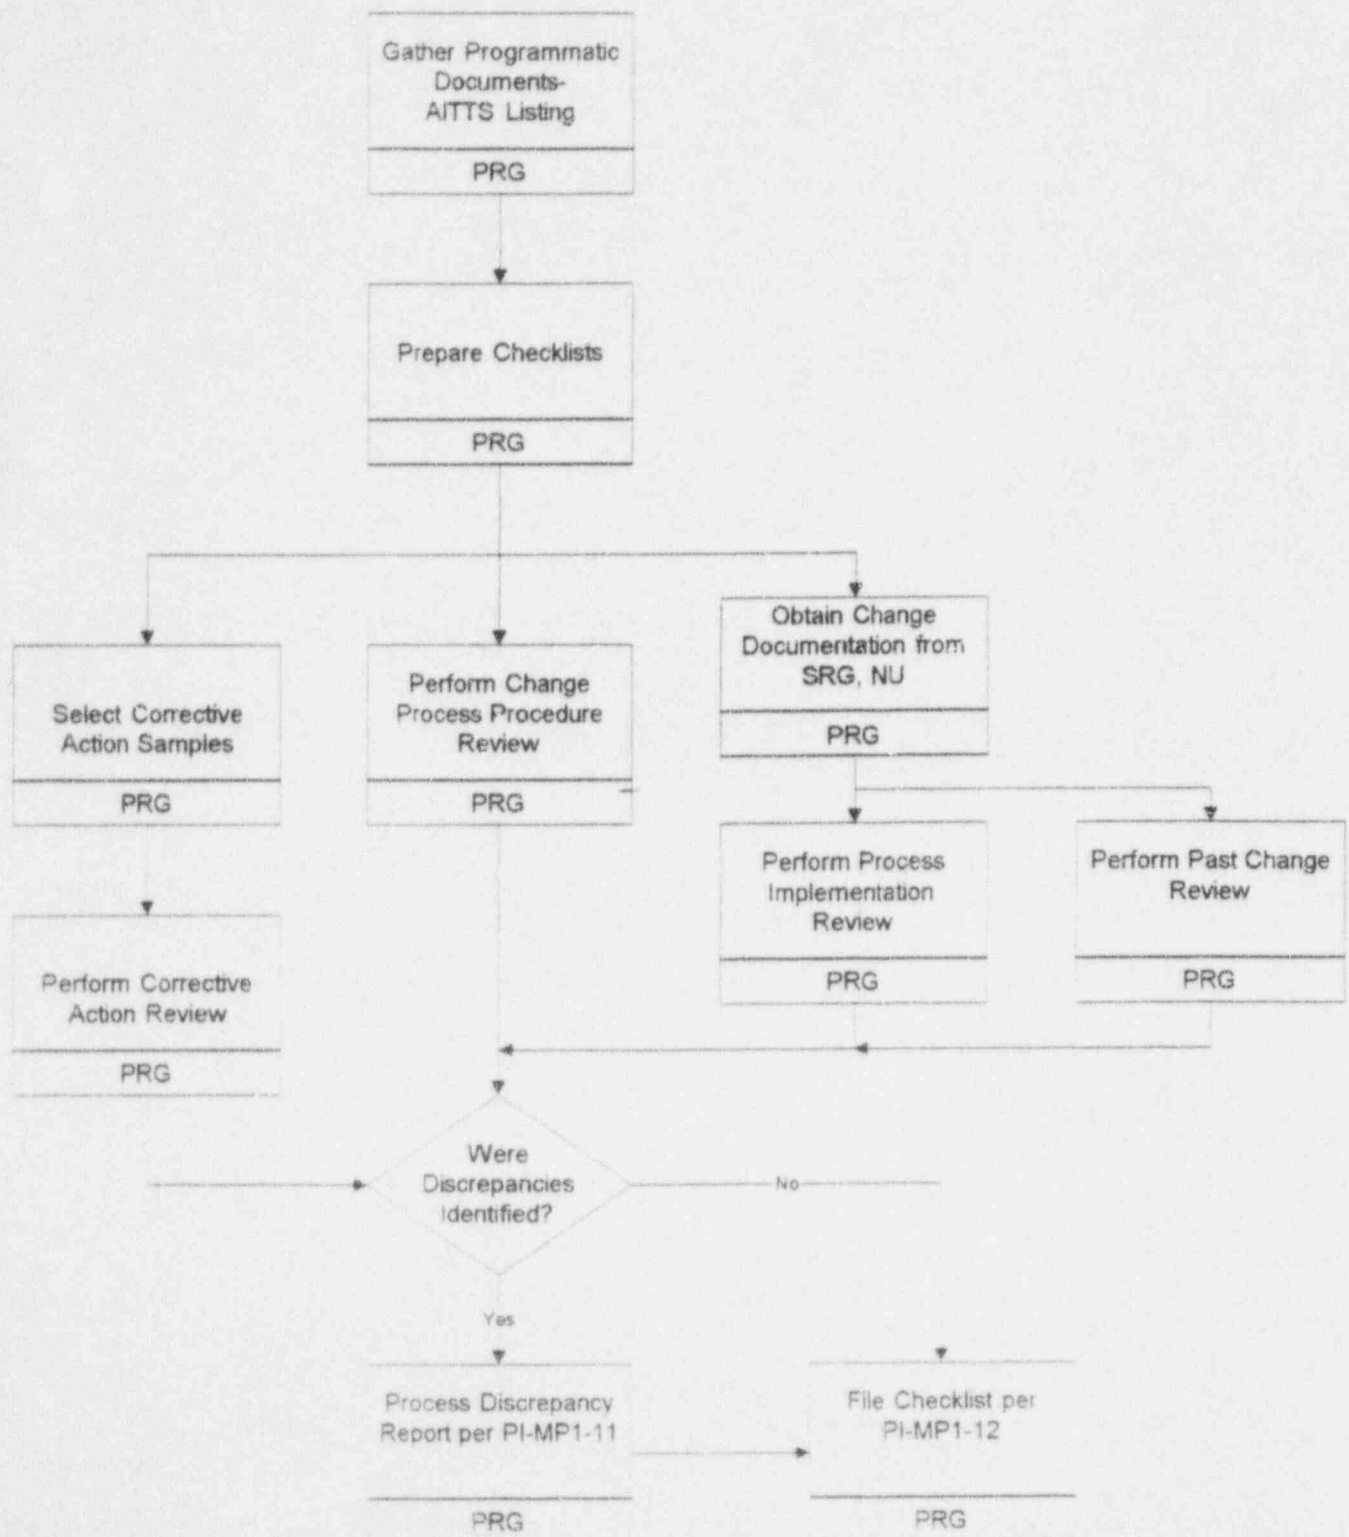 Gather Programmatic
Documents-
AITTS Listing
PRG
Prepare Checklists
PRG
Select Corrective
Action Samples
PRG
Perform Change
Process Procedure
Review
PRG
Obtain Change
Documentation from
SRG, NU
PRG
Perform Process
Implementation
Review
PRG
Perform Past Change
Review
PRG
Perform Corrective
Action Review
PRG
Were
Discrepancies
Identified?
No
Yes
Process Discrepancy
Report per PI-MP1-11
PRG
File Checklist per
PI-MP1-12
PRG